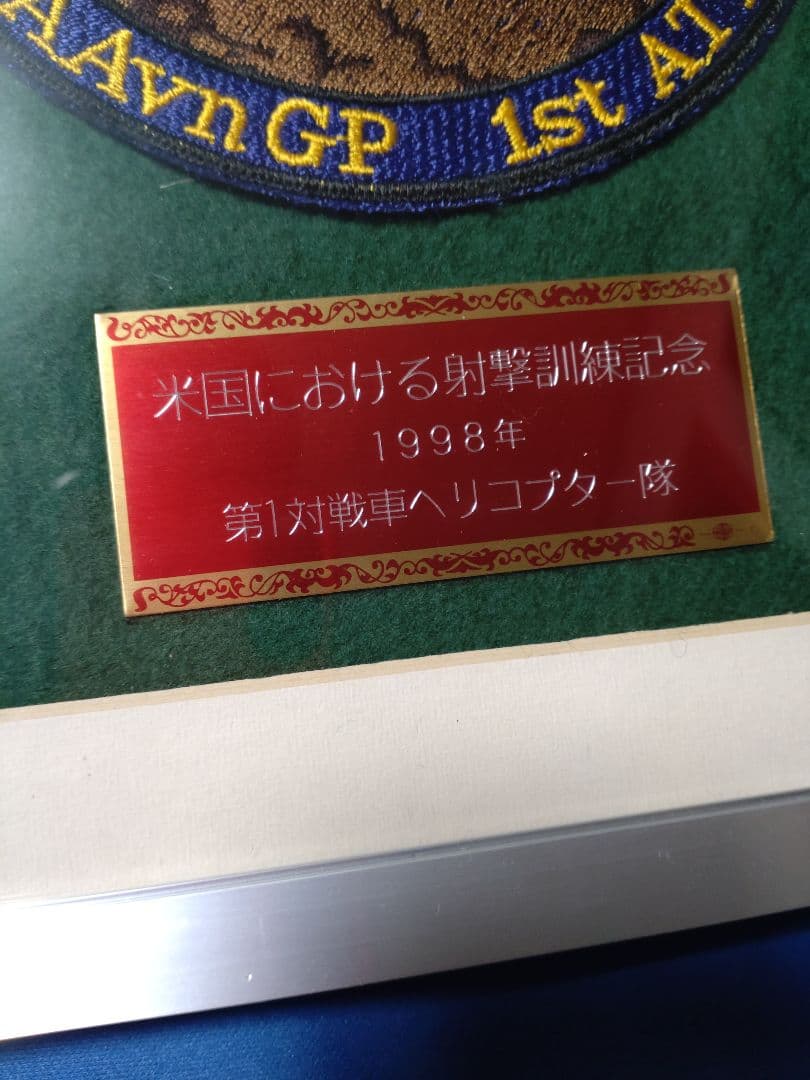 AAvn GP 1st AT
米国における射撃訓練記念
1998年
第1対戦車ヘリコプター隊